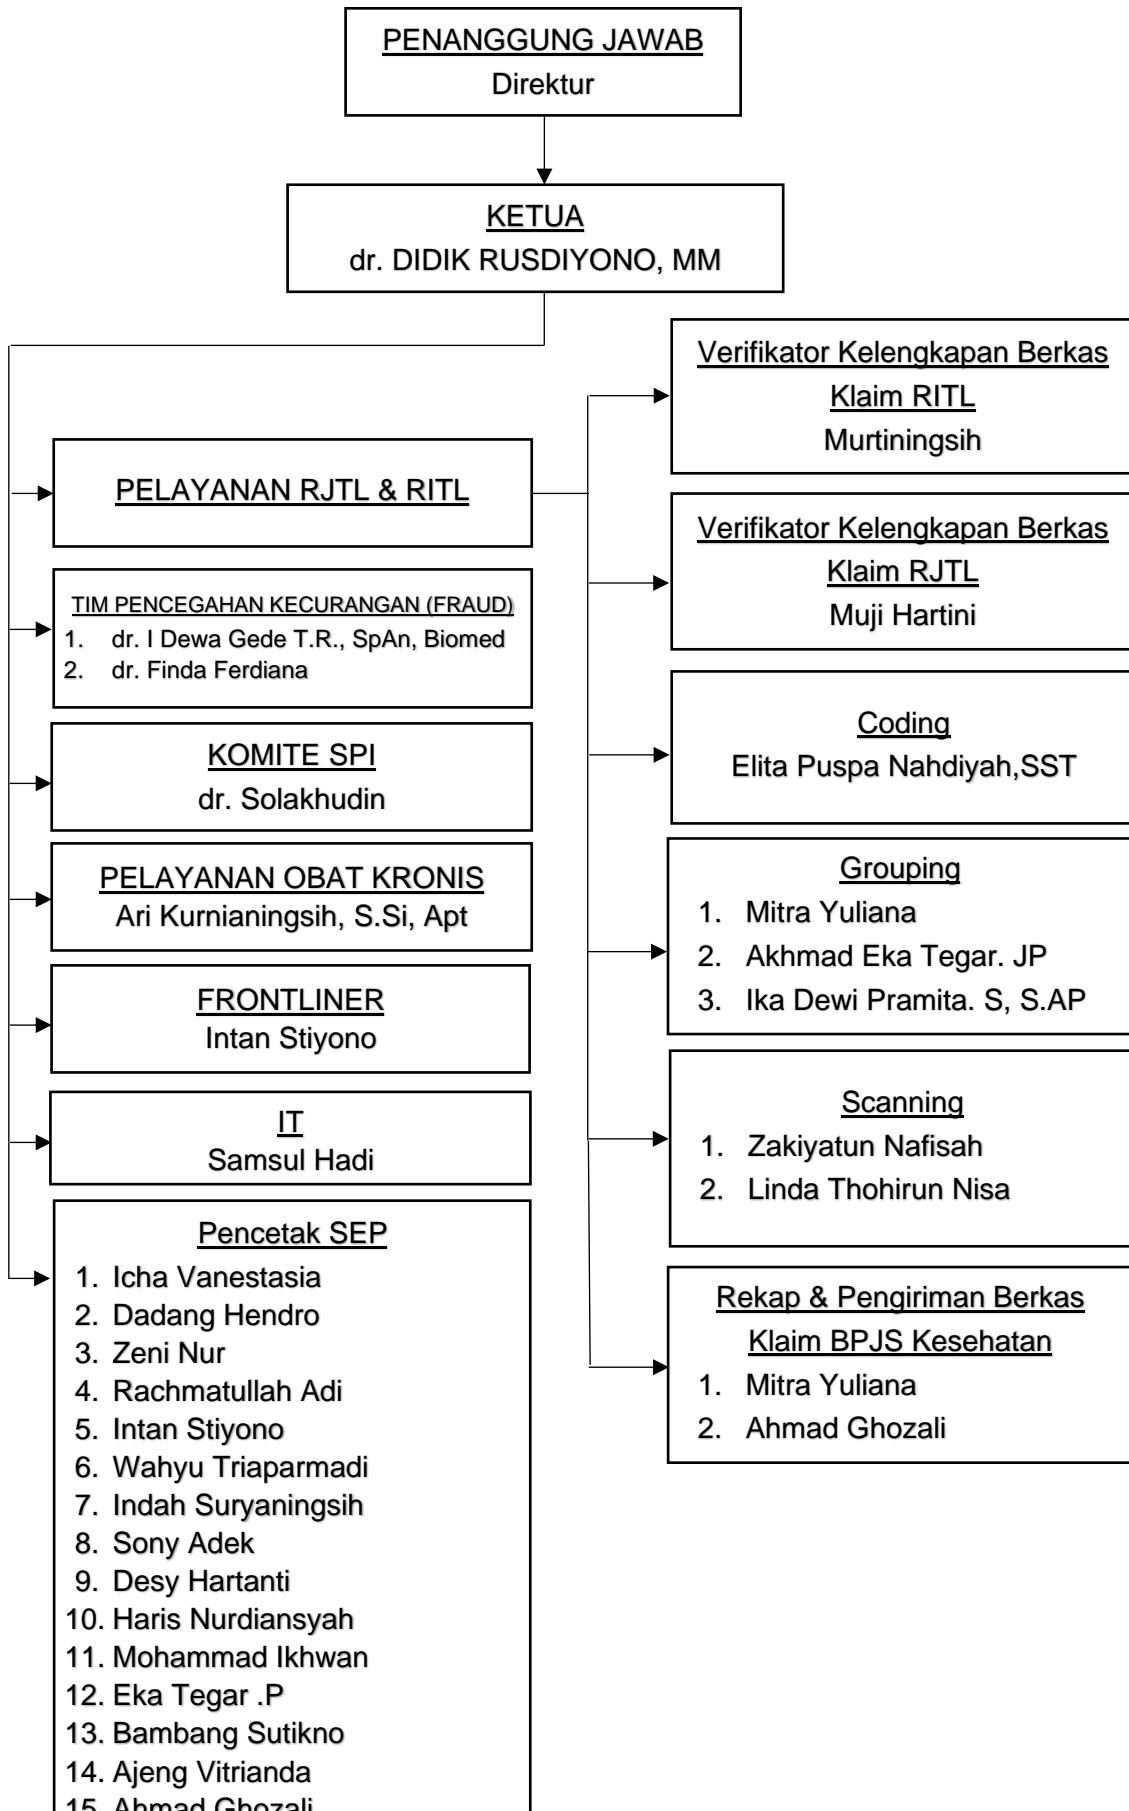 PENANGGUNG JAWAB
Direktur
KETUA
dr. DIDIK RUSDIYONO, MM
PELAYANAN RJTL & RITL
TIM PENCEGAHAN KECURANGAN (FRAUD)
1. dr. I Dewa Gede T.R., SpAn, Biomed
2. dr. Finda Ferdiana
KOMITE SPI
dr. Solakhudin
PELAYANAN OBAT KRONIS
Ari Kurnianingsih, S.Si, Apt
FRONTLINER
Intan Stiyono
IT
Samsul Hadi
Pencetak SEP
1. Icha Vanestasia
2. Dadang Hendro
3. Zeni Nur
4. Rachmatullah Adi
5. Intan Stiyono
6. Wahyu Triaparmadi
7. Indah Suryaningsih
8. Sony Adek
9. Desy Hartanti
10. Haris Nurdiansyah
11. Mohammad Ikhwan
12. Eka Tegar .P
13. Bambang Sutikno
14. Ajeng Vitrianda
15. Ahmad Ghozali
Verifikator Kelengkapan Berkas
Klaim RITL
Murtiningsih
Verifikator Kelengkapan Berkas
Klaim RJTL
Muji Hartini
Coding
Elita Puspa Nahdiyah,SST
Grouping
1. Mitra Yuliana
2. Akhmad Eka Tegar. JP
3. Ika Dewi Pramita. S, S.AP
Scanning
1. Zakiyatun Nafisah
2. Linda Thohirun Nisa
Rekap & Pengiriman Berkas
Klaim BPJS Kesehatan
1. Mitra Yuliana
2. Ahmad Ghozali